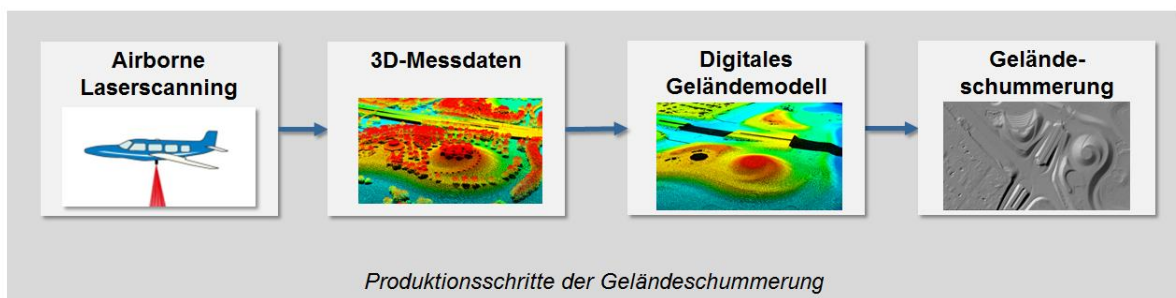 Airborne
Laserscanning
3D-Messdaten
Digitales
Geländemodell
Gelände-
schummerung
Produktionsschritte der Geländeschummerung